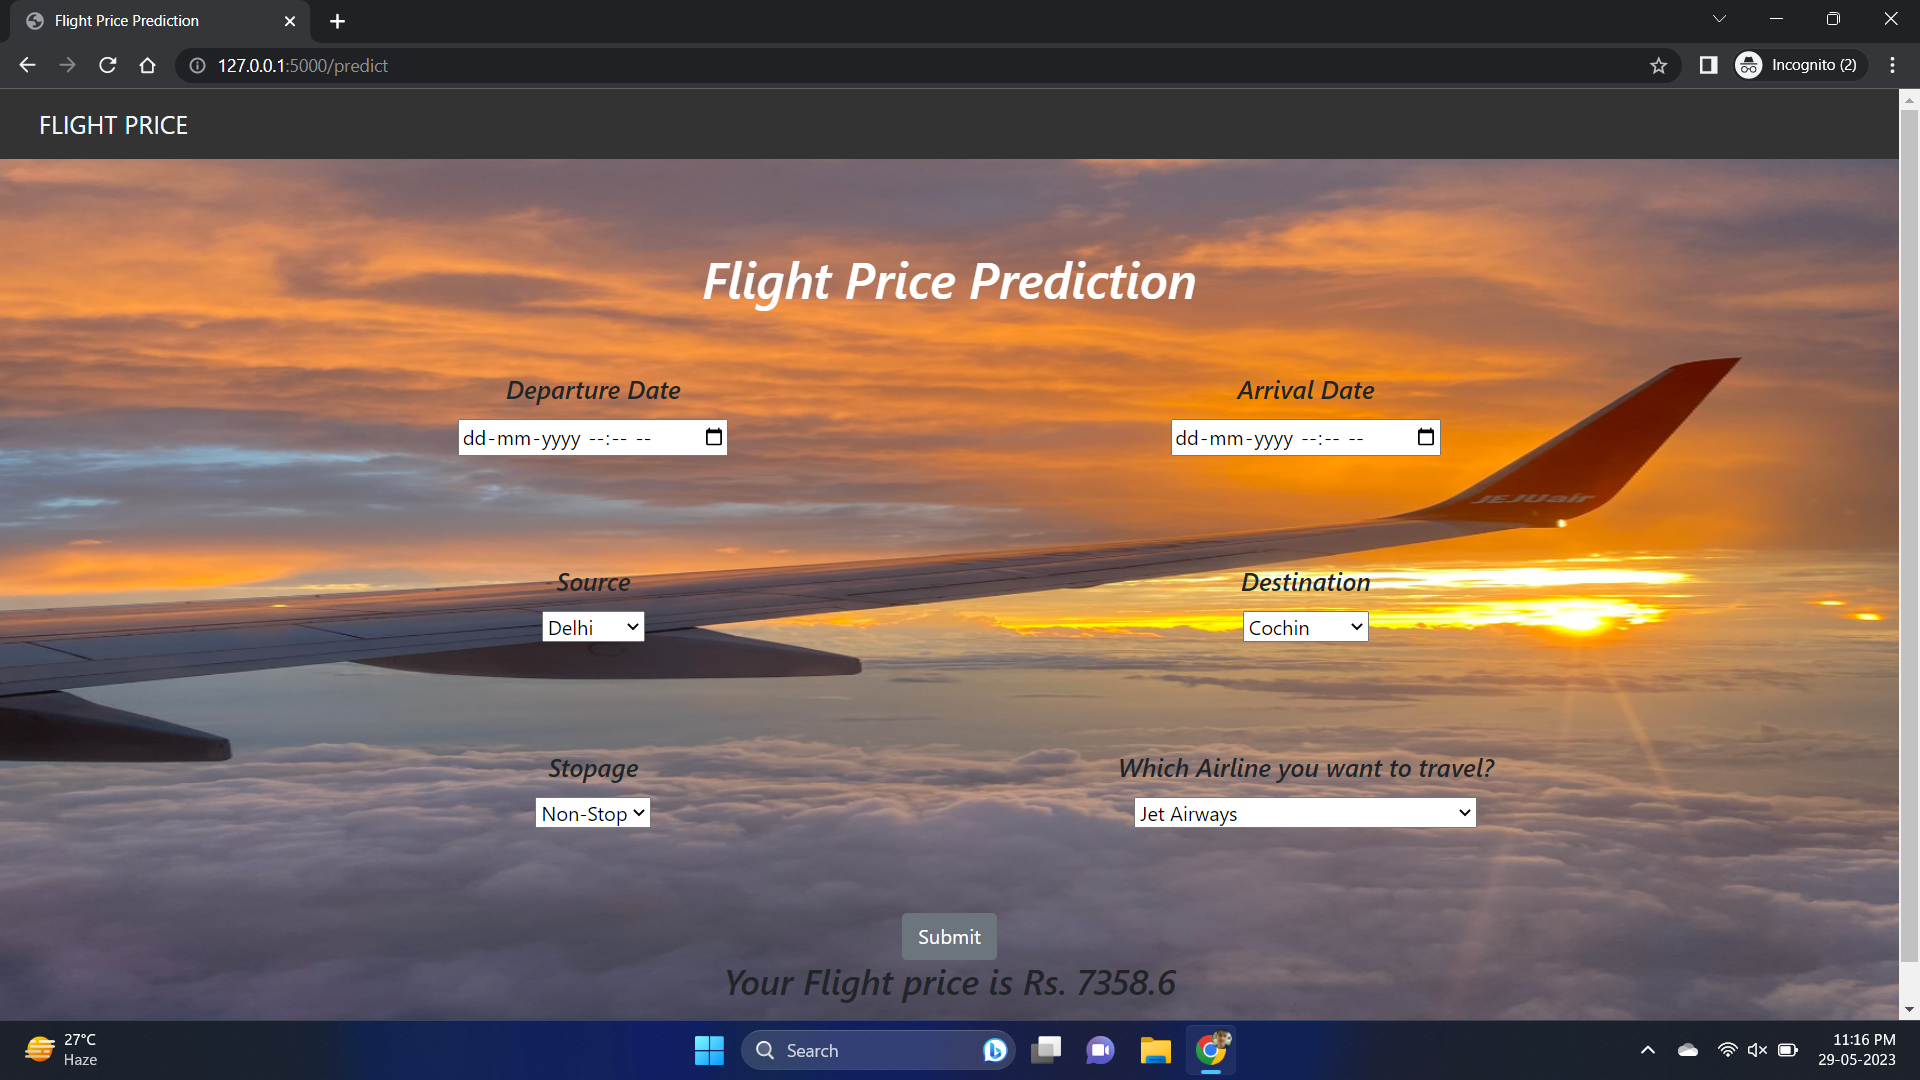 Flight Price Prediction
127.0.0.1:5000/predict
Incognito (2)
FLIGHT PRICE
Flight Price Prediction
Departure Date
Arrival Date
dd-mm-yyyy --:-- --
dd-mm-yyyy --:-- --
JEJUair
Source
Destination
Delhi
Cochin
Stopage
Which Airline you want to travel?
Non-Stop
Jet Airways
Submit
Your Flight price is Rs. 7358.6
27°C
Haze
Search
11:16 PM
29-05-2023